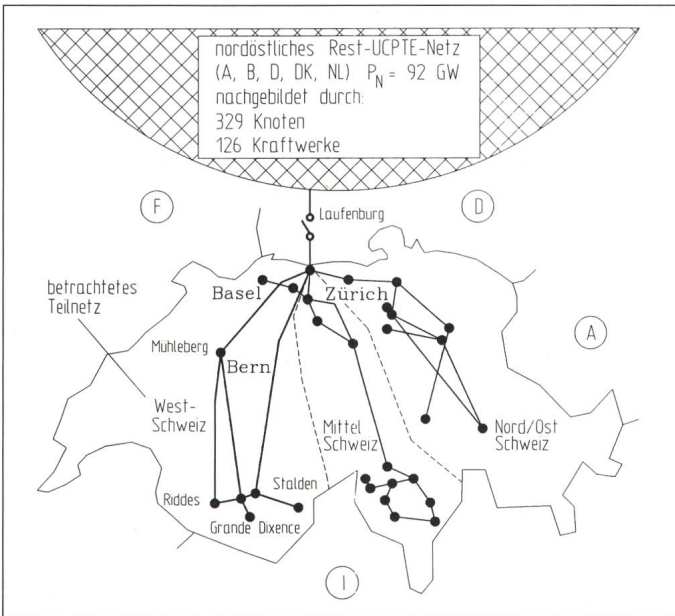 nordöstliches Rest-UCPTE-Netz
(A, B, D, DK, NL) P_N = 92 GW
nachgebildet durch:
329 Knoten
126 Kraftwerke
F
D
Laufenburg
betrachtetes
Teilnetz
Basel
Zürich
A
Mühleberg
Bern
West-
Schweiz
Mittel
Schweiz
Nord/Ost
Schweiz
Stalden
Riddes
Grande Dixence
I